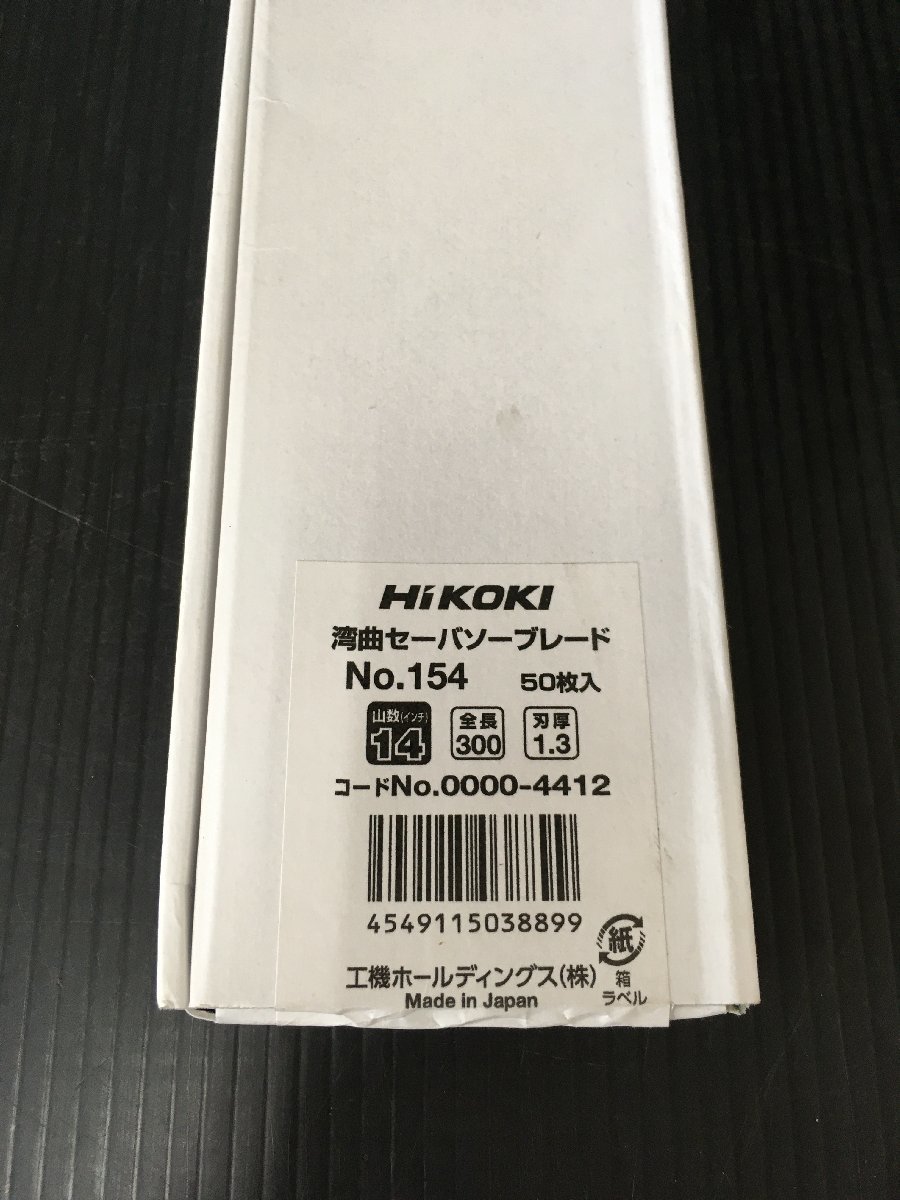 HiKOKI
湾曲セーバソーブレード
No.154 50枚入
山数(インチ) 全長 刃厚
14 300 1.3
コードNo.0000-4412
4549115038899
紙
工機ホールディングス(株) 箱
Made in Japan ラベル